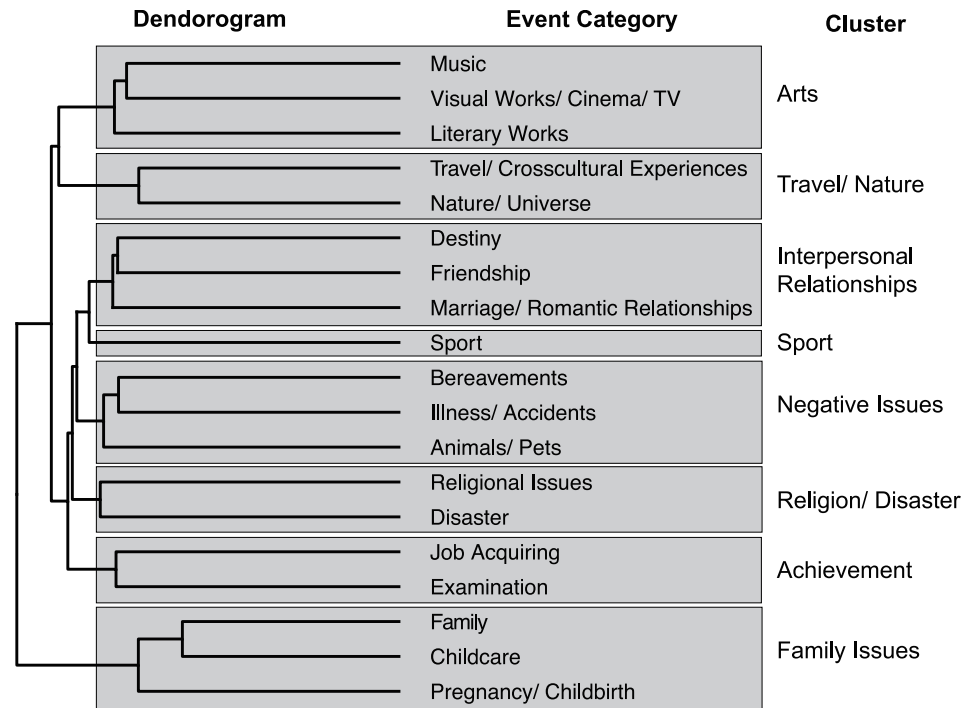 Dendorogram Event Category Cluster
Music
Visual Works/ Cinema/ TV
Literary Works
Arts
Travel/ Crosscultural Experiences
Nature/ Universe
Travel/ Nature
Destiny
Friendship
Marriage/ Romantic Relationships
Interpersonal
Relationships
Sport
Sport
Bereavements
Illness/ Accidents
Animals/ Pets
Negative Issues
Religional Issues
Disaster
Religion/ Disaster
Job Acquiring
Examination
Achievement
Family
Childcare
Pregnancy/ Childbirth
Family Issues